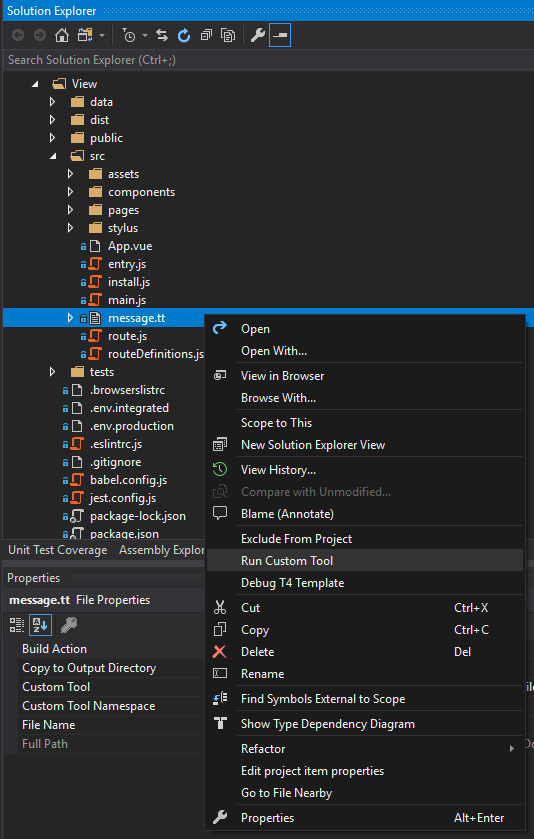 Solution Explorer
Search Solution Explorer (Ctrl+;)
View
data
dist
public
src
assets
components
pages
stylus
App.vue
entry.js
install.js
main.js
message.tt
route.js
routeDefinitions.js
tests
.browserslistrc
.env.integrated
.env.production
.eslintrc.js
.gitignore
babel.config.js
jest.config.js
package-lock.json
package.json
Open
Open With...
View in Browser
Browse With...
Scope to This
New Solution Explorer View
View History...
Compare with Unmodified...
Blame (Annotate)
Exclude From Project
Run Custom Tool
Debug T4 Template
Cut Ctrl+X
Copy Ctrl+C
Delete Del
Rename
Find Symbols External to Scope
Show Type Dependency Diagram
Refactor
Edit project item properties
Go to File Nearby
Properties Alt+Enter
Unit Test Coverage Assembly Explor
Properties
message.tt File Properties
Build Action
Copy to Output Directory
Custom Tool
Custom Tool Namespace
File Name
Full Path